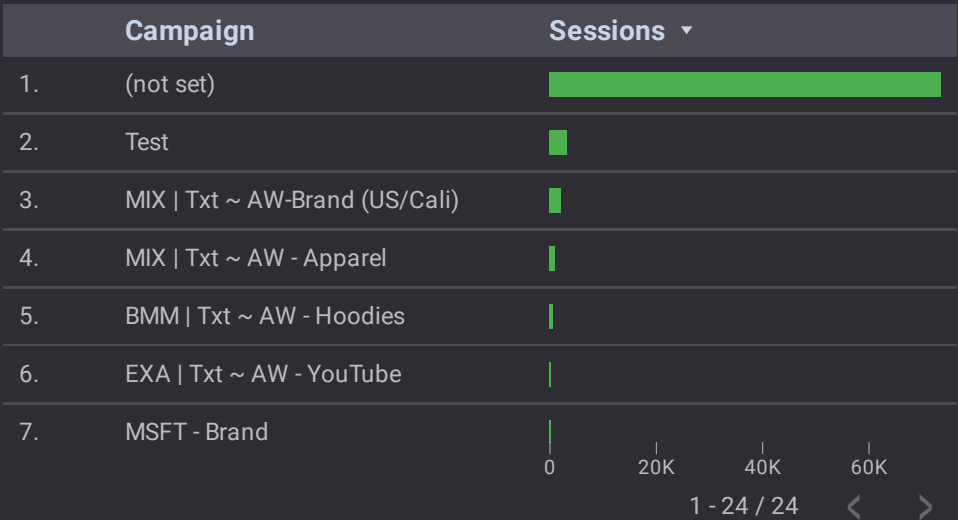 Campaign Sessions
1. (not set)
2. Test
3. MIX | Txt ~ AW-Brand (US/Cali)
4. MIX | Txt ~ AW - Apparel
5. BMM | Txt ~ AW - Hoodies
6. EXA | Txt ~ AW - YouTube
7. MSFT - Brand
0 20K 40K 60K
1 - 24 / 24